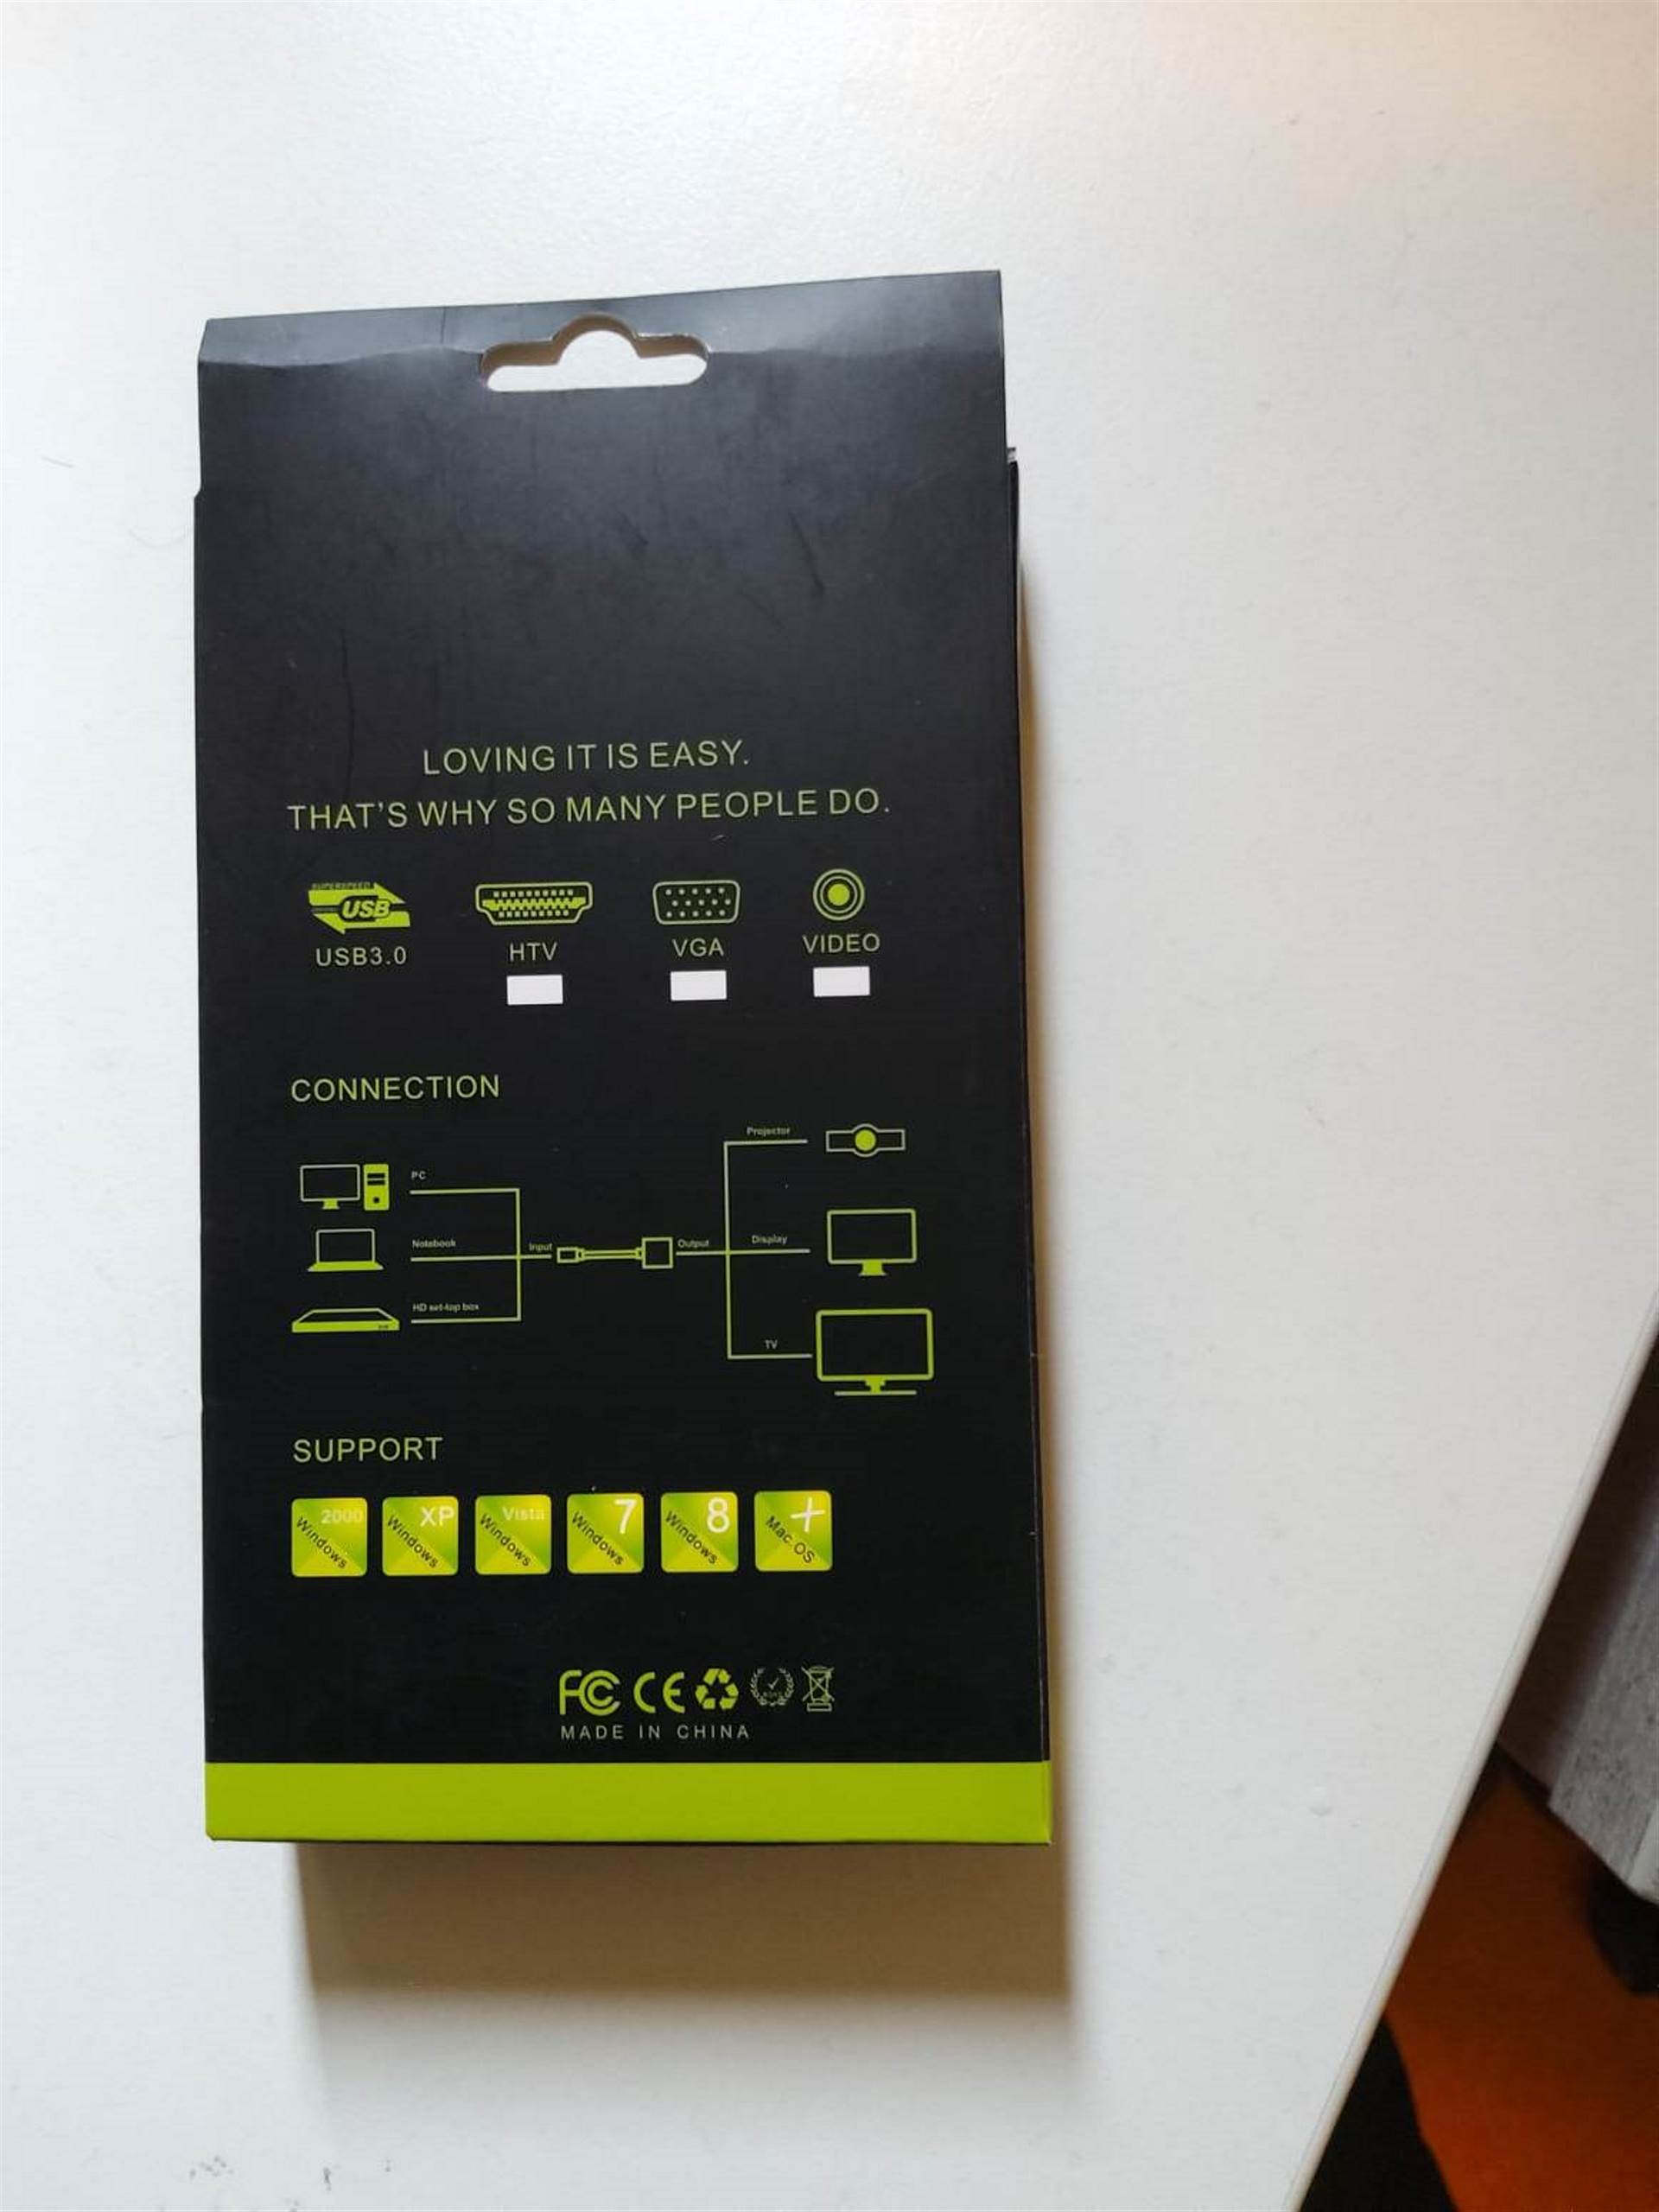 LOVING IT IS EASY.
THAT'S WHY SO MANY PEOPLE DO.
SUPERSPEED
USB
USB3.0 HTV VGA VIDEO
CONNECTION
Projector
PC
Notebook Input Output Display
HD set-top box
TV
SUPPORT
2000 Windows
XP Windows
Vista Windows
7 Windows
8 Windows
+ Mac OS
FC CE
MADE IN CHINA